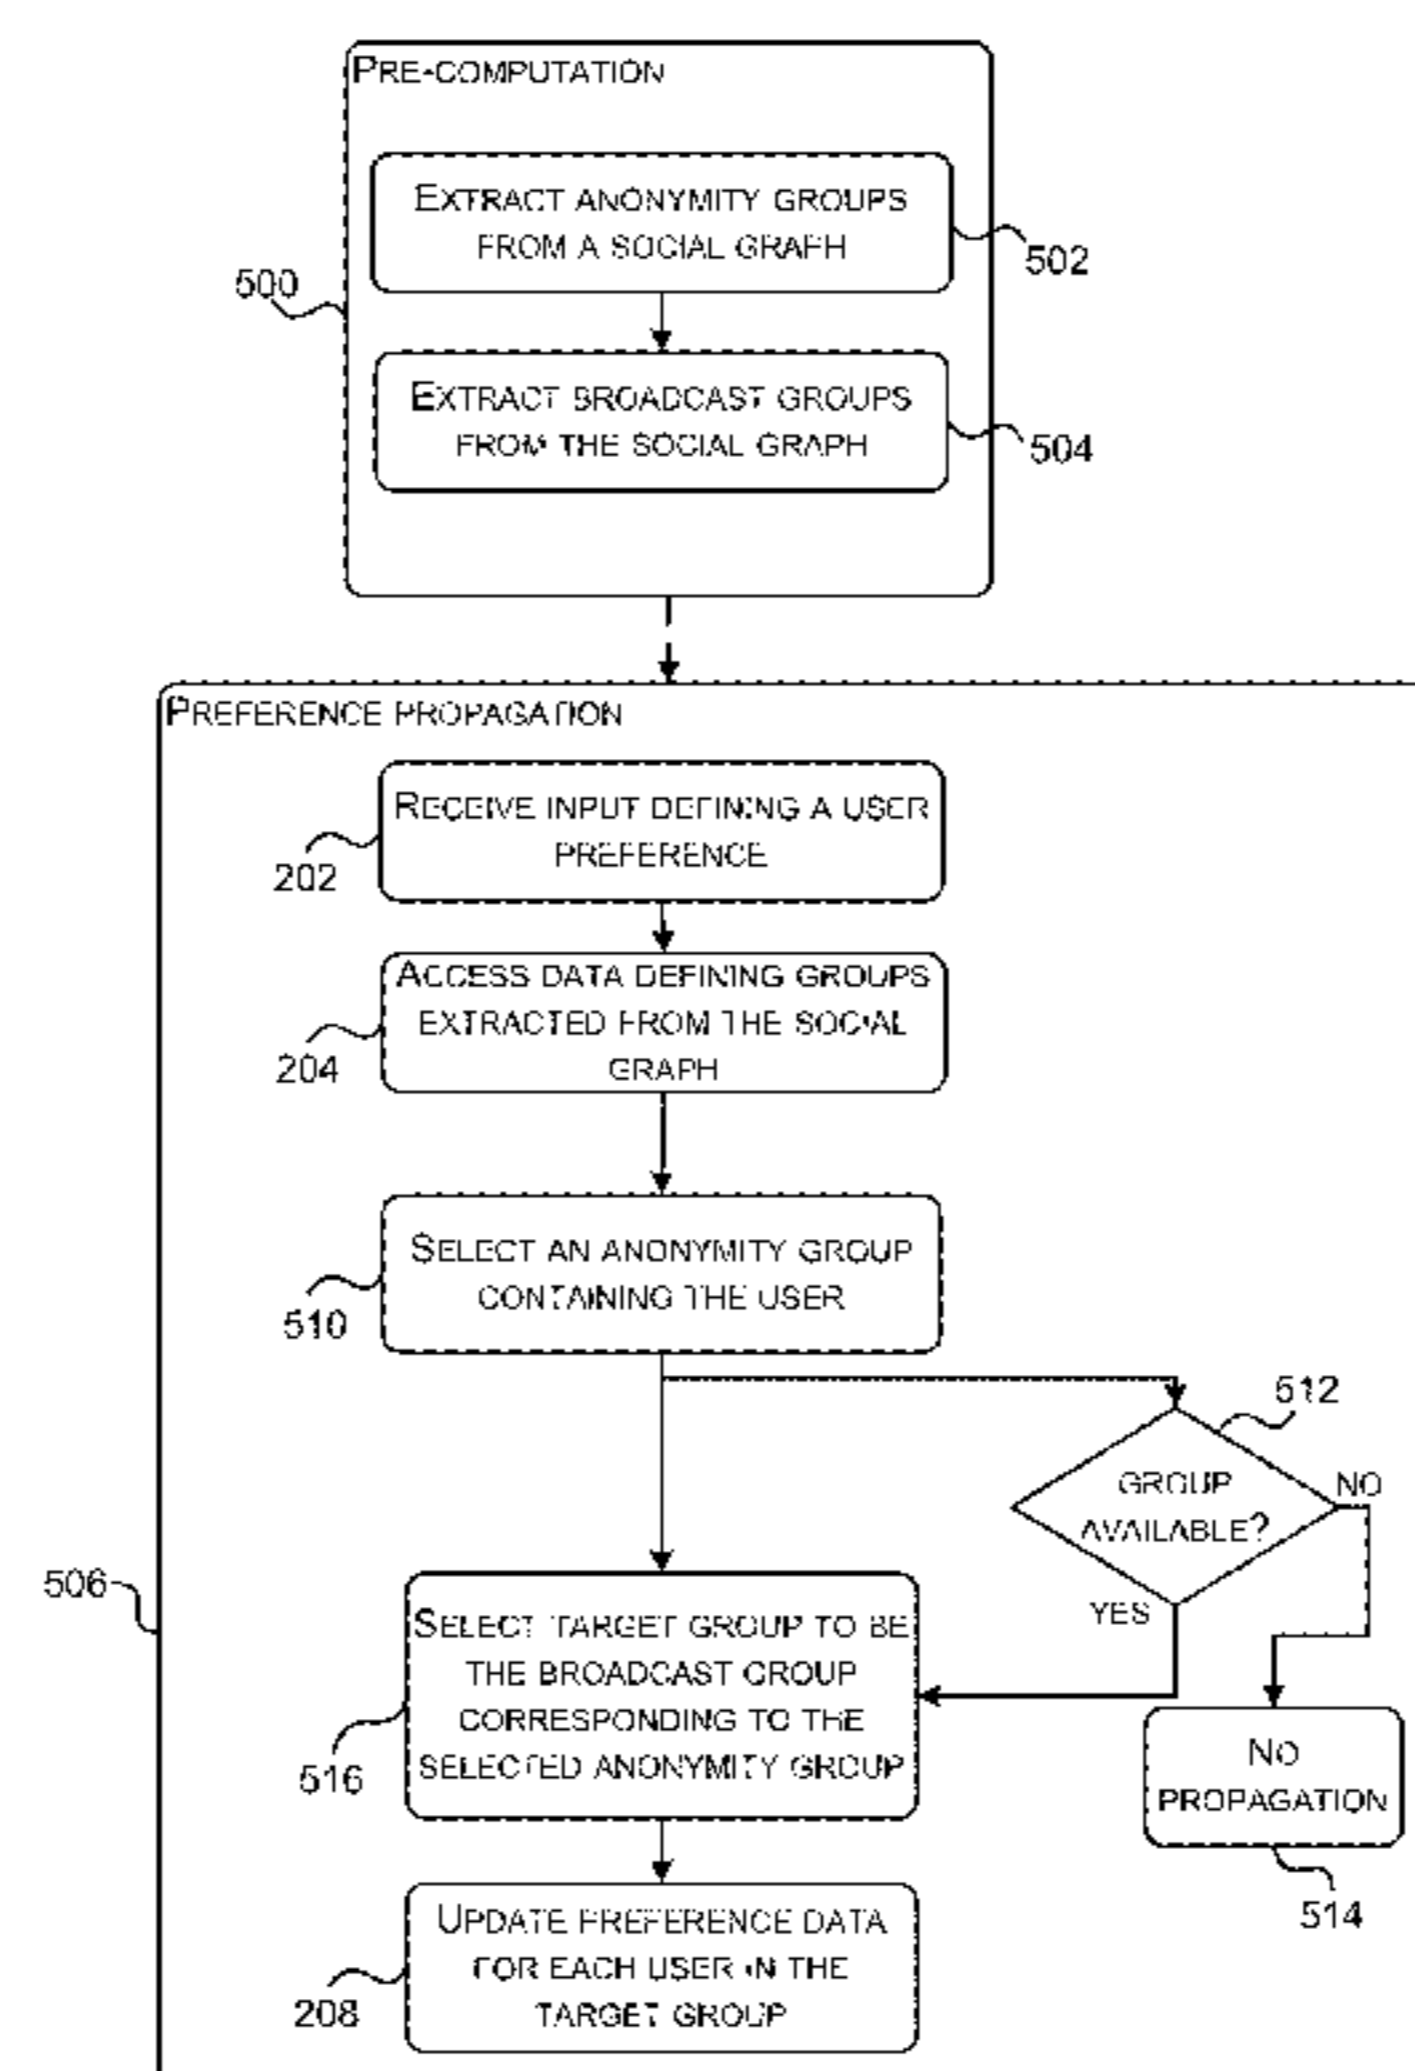 PRE-COMPUTATION
EXTRACT ANONYMITY GROUPS
FROM A SOCIAL GRAPH
502
500
EXTRACT BROADCAST GROUPS
FROM THE SOCIAL GRAPH
504
PREFERENCE PROPAGATION
RECEIVE INPUT DEFINING A USER
PREFERENCE
202
ACCESS DATA DEFINING GROUPS
EXTRACTED FROM THE SOCIAL
GRAPH
204
SELECT AN ANONYMITY GROUP
CONTAINING THE USER
510
512
GROUP
AVAILABLE?
NO
YES
506
SELECT TARGET GROUP TO BE
THE BROADCAST GROUP
CORRESPONDING TO THE
SELECTED ANONYMITY GROUP
516
NO
PROPAGATION
514
UPDATE PREFERENCE DATA
FOR EACH USER IN THE
TARGET GROUP
208